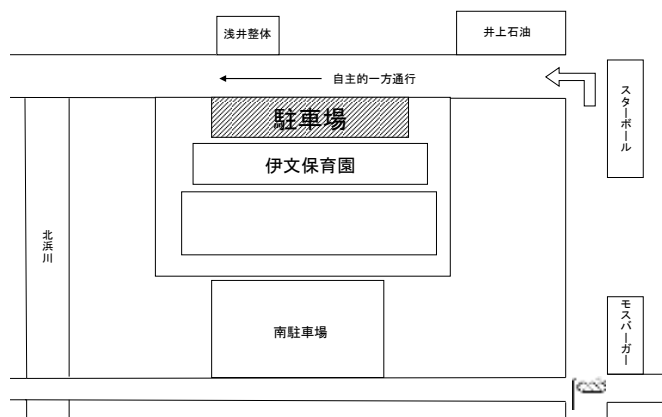 浅井整体
井上石油
自主的一方通行
スターボール
駐車場
伊文保育園
北浜川
南駐車場
モスバーガー